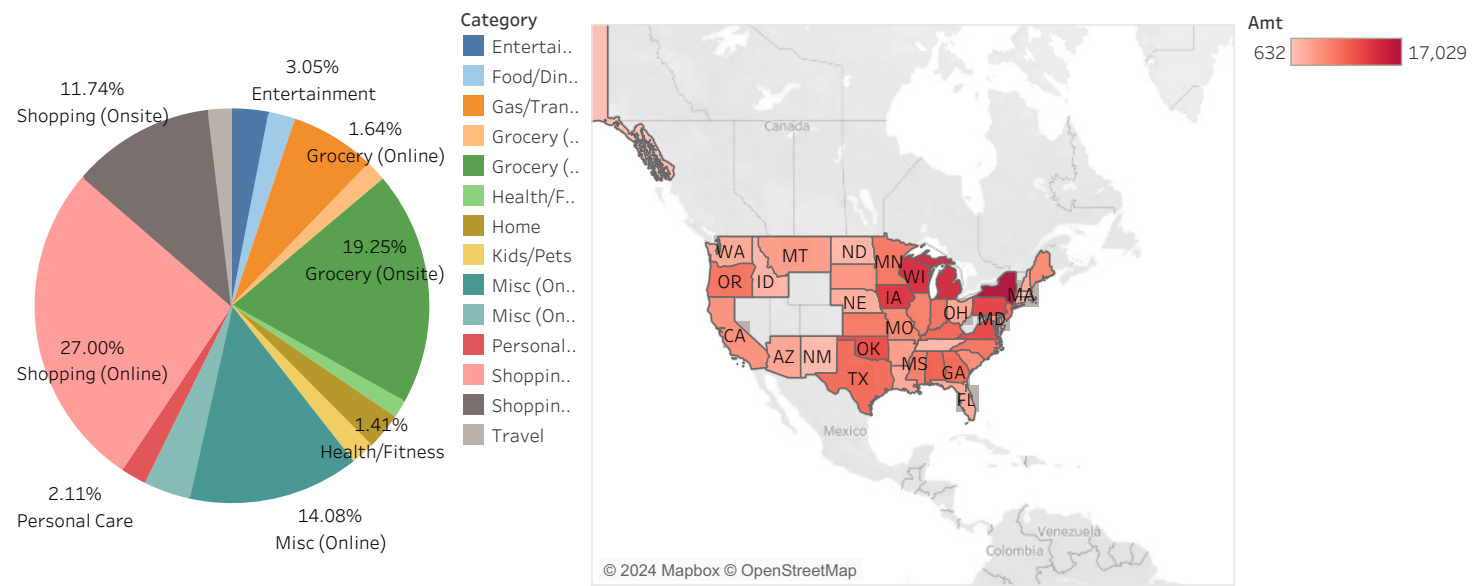 11.74%
Shopping (Onsite)
3.05%
Entertainment
1.64%
Grocery (Online)
19.25%
Grocery (Onsite)
27.00%
Shopping (Online)
1.41%
Health/Fitness
2.11%
Personal Care
14.08%
Misc (Online)
Category
Entertai..
Food/Din..
Gas/Tran..
Grocery (..
Grocery (..
Health/F..
Home
Kids/Pets
Misc (On..
Misc (On..
Personal..
Shoppin..
Shoppin..
Travel
Canada
WA
MT
ND
MN
WI
OR
ID
NE
IA
OH
MA
MD
CA
MO
AZ
NM
OK
MS
GA
TX
FL
Mexico
Venezuela
Colombia
© 2024 Mapbox © OpenStreetMap
Amt
632
17,029